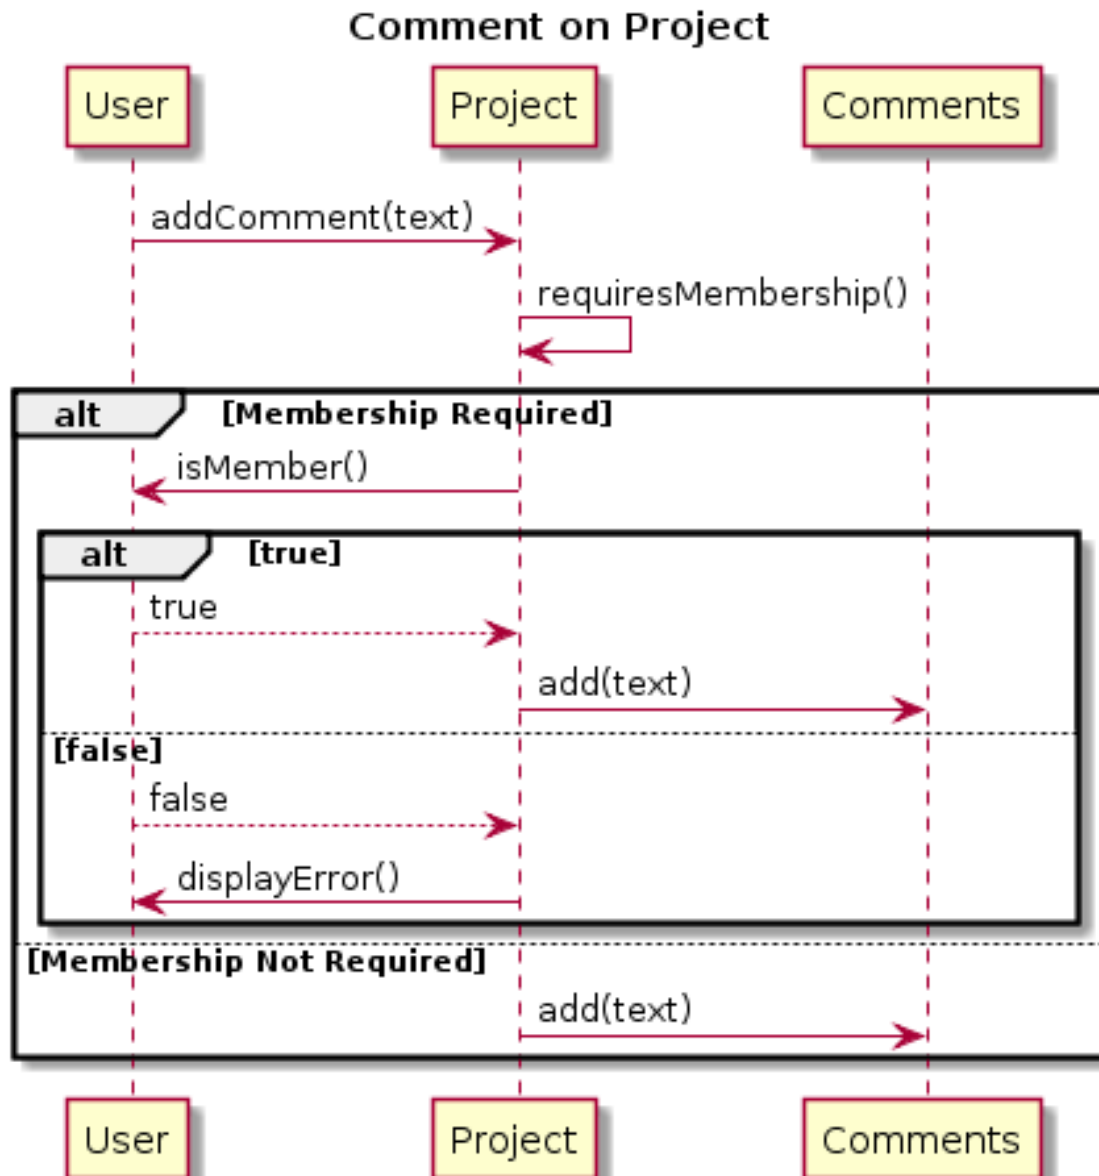 Comment on Project
User Project Comments
addComment(text)
requiresMembership()
alt [Membership Required]
isMember()
alt [true]
true
add(text)
[false]
false
displayError()
[Membership Not Required]
add(text)
User Project Comments